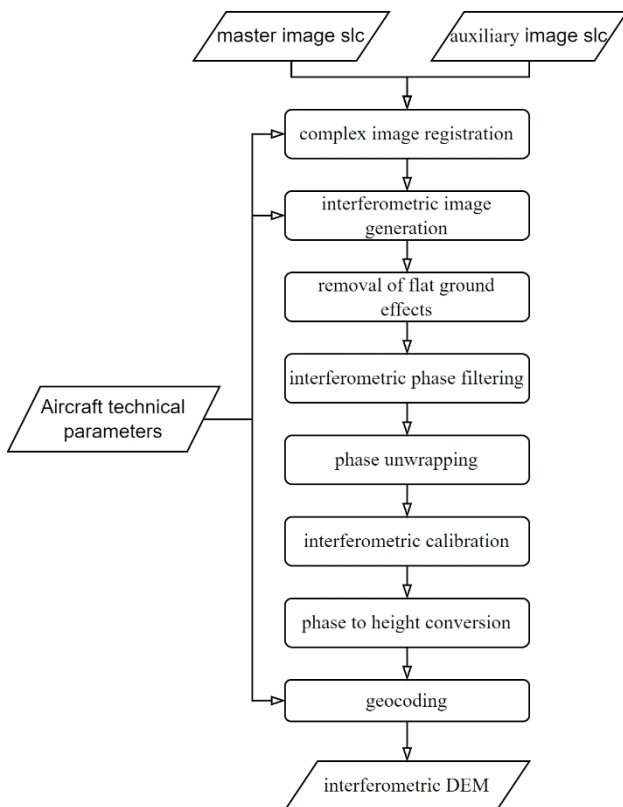 master image slc
auxiliary image slc
complex image registration
interferometric image
generation
removal of flat ground
effects
interferometric phase filtering
Aircraft technical
parameters
phase unwrapping
interferometric calibration
phase to height conversion
geocoding
interferometric DEM